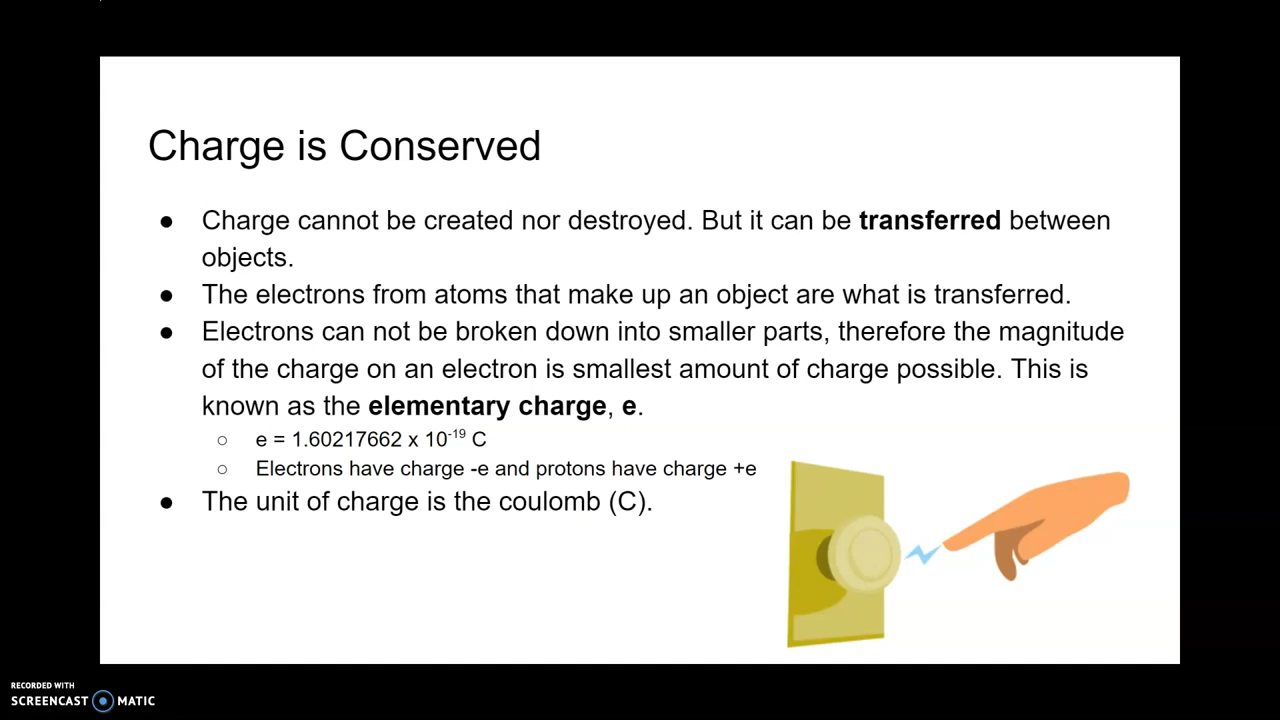 Charge is Conserved
● Charge cannot be created nor destroyed. But it can be transferred between
objects.
● The electrons from atoms that make up an object are what is transferred.
● Electrons can not be broken down into smaller parts, therefore the magnitude
of the charge on an electron is smallest amount of charge possible. This is
known as the elementary charge, e.
○ e = 1.60217662 x 10⁻¹⁹ C
○ Electrons have charge -e and protons have charge +e
● The unit of charge is the coulomb (C).
RECORDED WITH
SCREENCAST MATIC